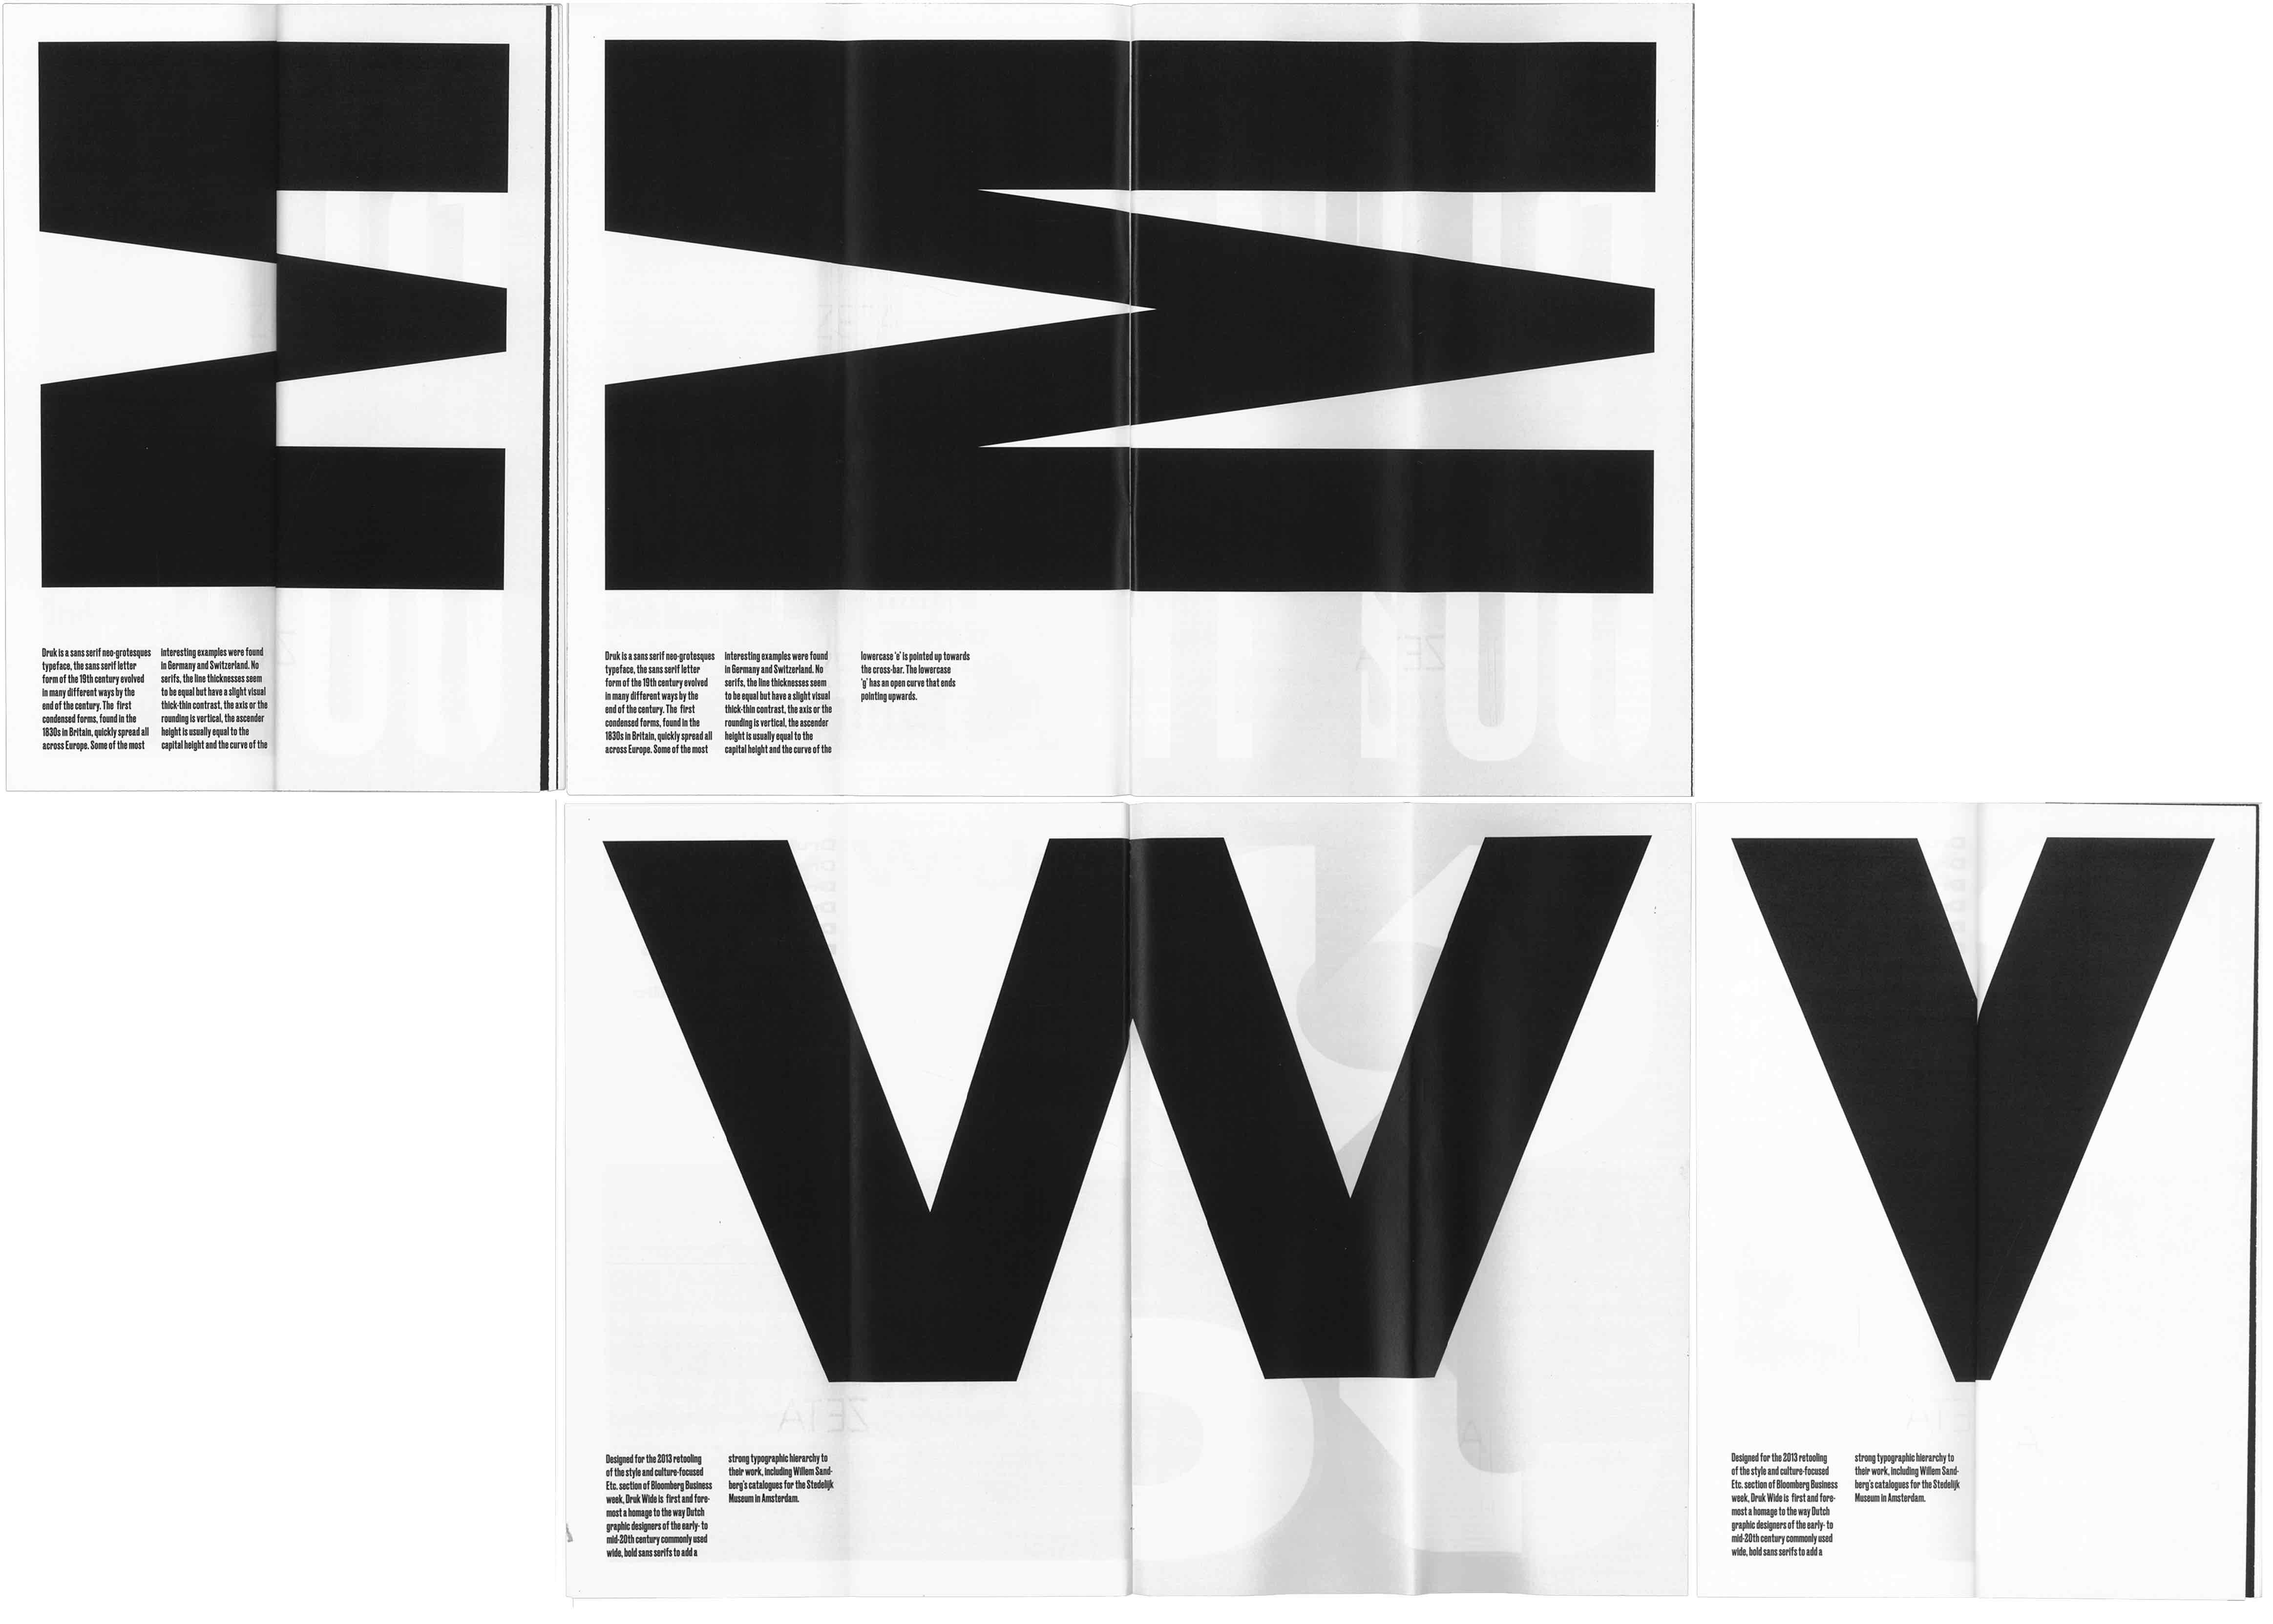 Druk is a sans serif neo-grotesques
typeface, the sans serif letter
form of the 19th century evolved
in many different ways by the
end of the century. The first
condensed forms, found in the
1830s in Britain, quickly spread all
across Europe. Some of the most
interesting examples were found
in Germany and Switzerland. No
serifs, the line thicknesses seem
to be equal but have a slight visual
thick-thin contrast, the axis or the
rounding is vertical, the ascender
height is usually equal to the
capital height and the curve of the
M
Druk is a sans serif neo-grotesques
typeface, the sans serif letter
form of the 19th century evolved
in many different ways by the
end of the century. The first
condensed forms, found in the
1830s in Britain, quickly spread all
across Europe. Some of the most
interesting examples were found
in Germany and Switzerland. No
serifs, the line thicknesses seem
to be equal but have a slight visual
thick-thin contrast, the axis or the
rounding is vertical, the ascender
height is usually equal to the
capital height and the curve of the
lowercase 'e' is pointed up towards
the cross-bar. The lowercase
'g' has an open curve that ends
pointing upwards.
W
Designed for the 2013 retooling
of the style and culture-focused
Etc. section of Bloomberg Business
week, Druk Wide is first and fore-
most a homage to the way Dutch
graphic designers of the early- to
mid-20th century commonly used
wide, bold sans serifs to add a
strong typographic hierarchy to
their work, including Willem Sand-
berg's catalogues for the Stedelijk
Museum in Amsterdam.
V
Designed for the 2013 retooling
of the style and culture-focused
Etc. section of Bloomberg Business
week, Druk Wide is first and fore-
most a homage to the way Dutch
graphic designers of the early- to
mid-20th century commonly used
wide, bold sans serifs to add a
strong typographic hierarchy to
their work, including Willem Sand-
berg's catalogues for the Stedelijk
Museum in Amsterdam.